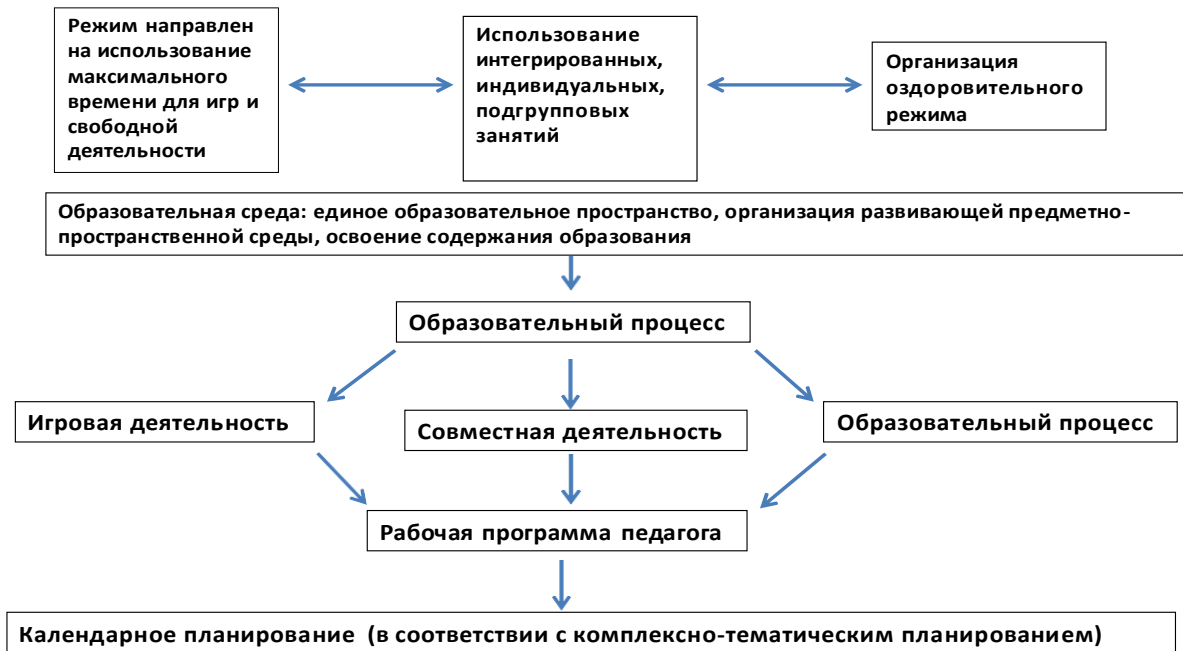 Режим направлен
на использование
максимального
времени для игр и
свободной
деятельности
Использование
интегрированных,
индивидуальных,
подгрупповых
занятий
Организация
оздоровительного
режима
Образовательная среда: единое образовательное пространство, организация развивающей предметно-
пространственной среды, освоение содержания образования
Образовательный процесс
Игровая деятельность
Совместная деятельность
Образовательный процесс
Рабочая программа педагога
Календарное планирование (в соответствии с комплексно-тематическим планированием)